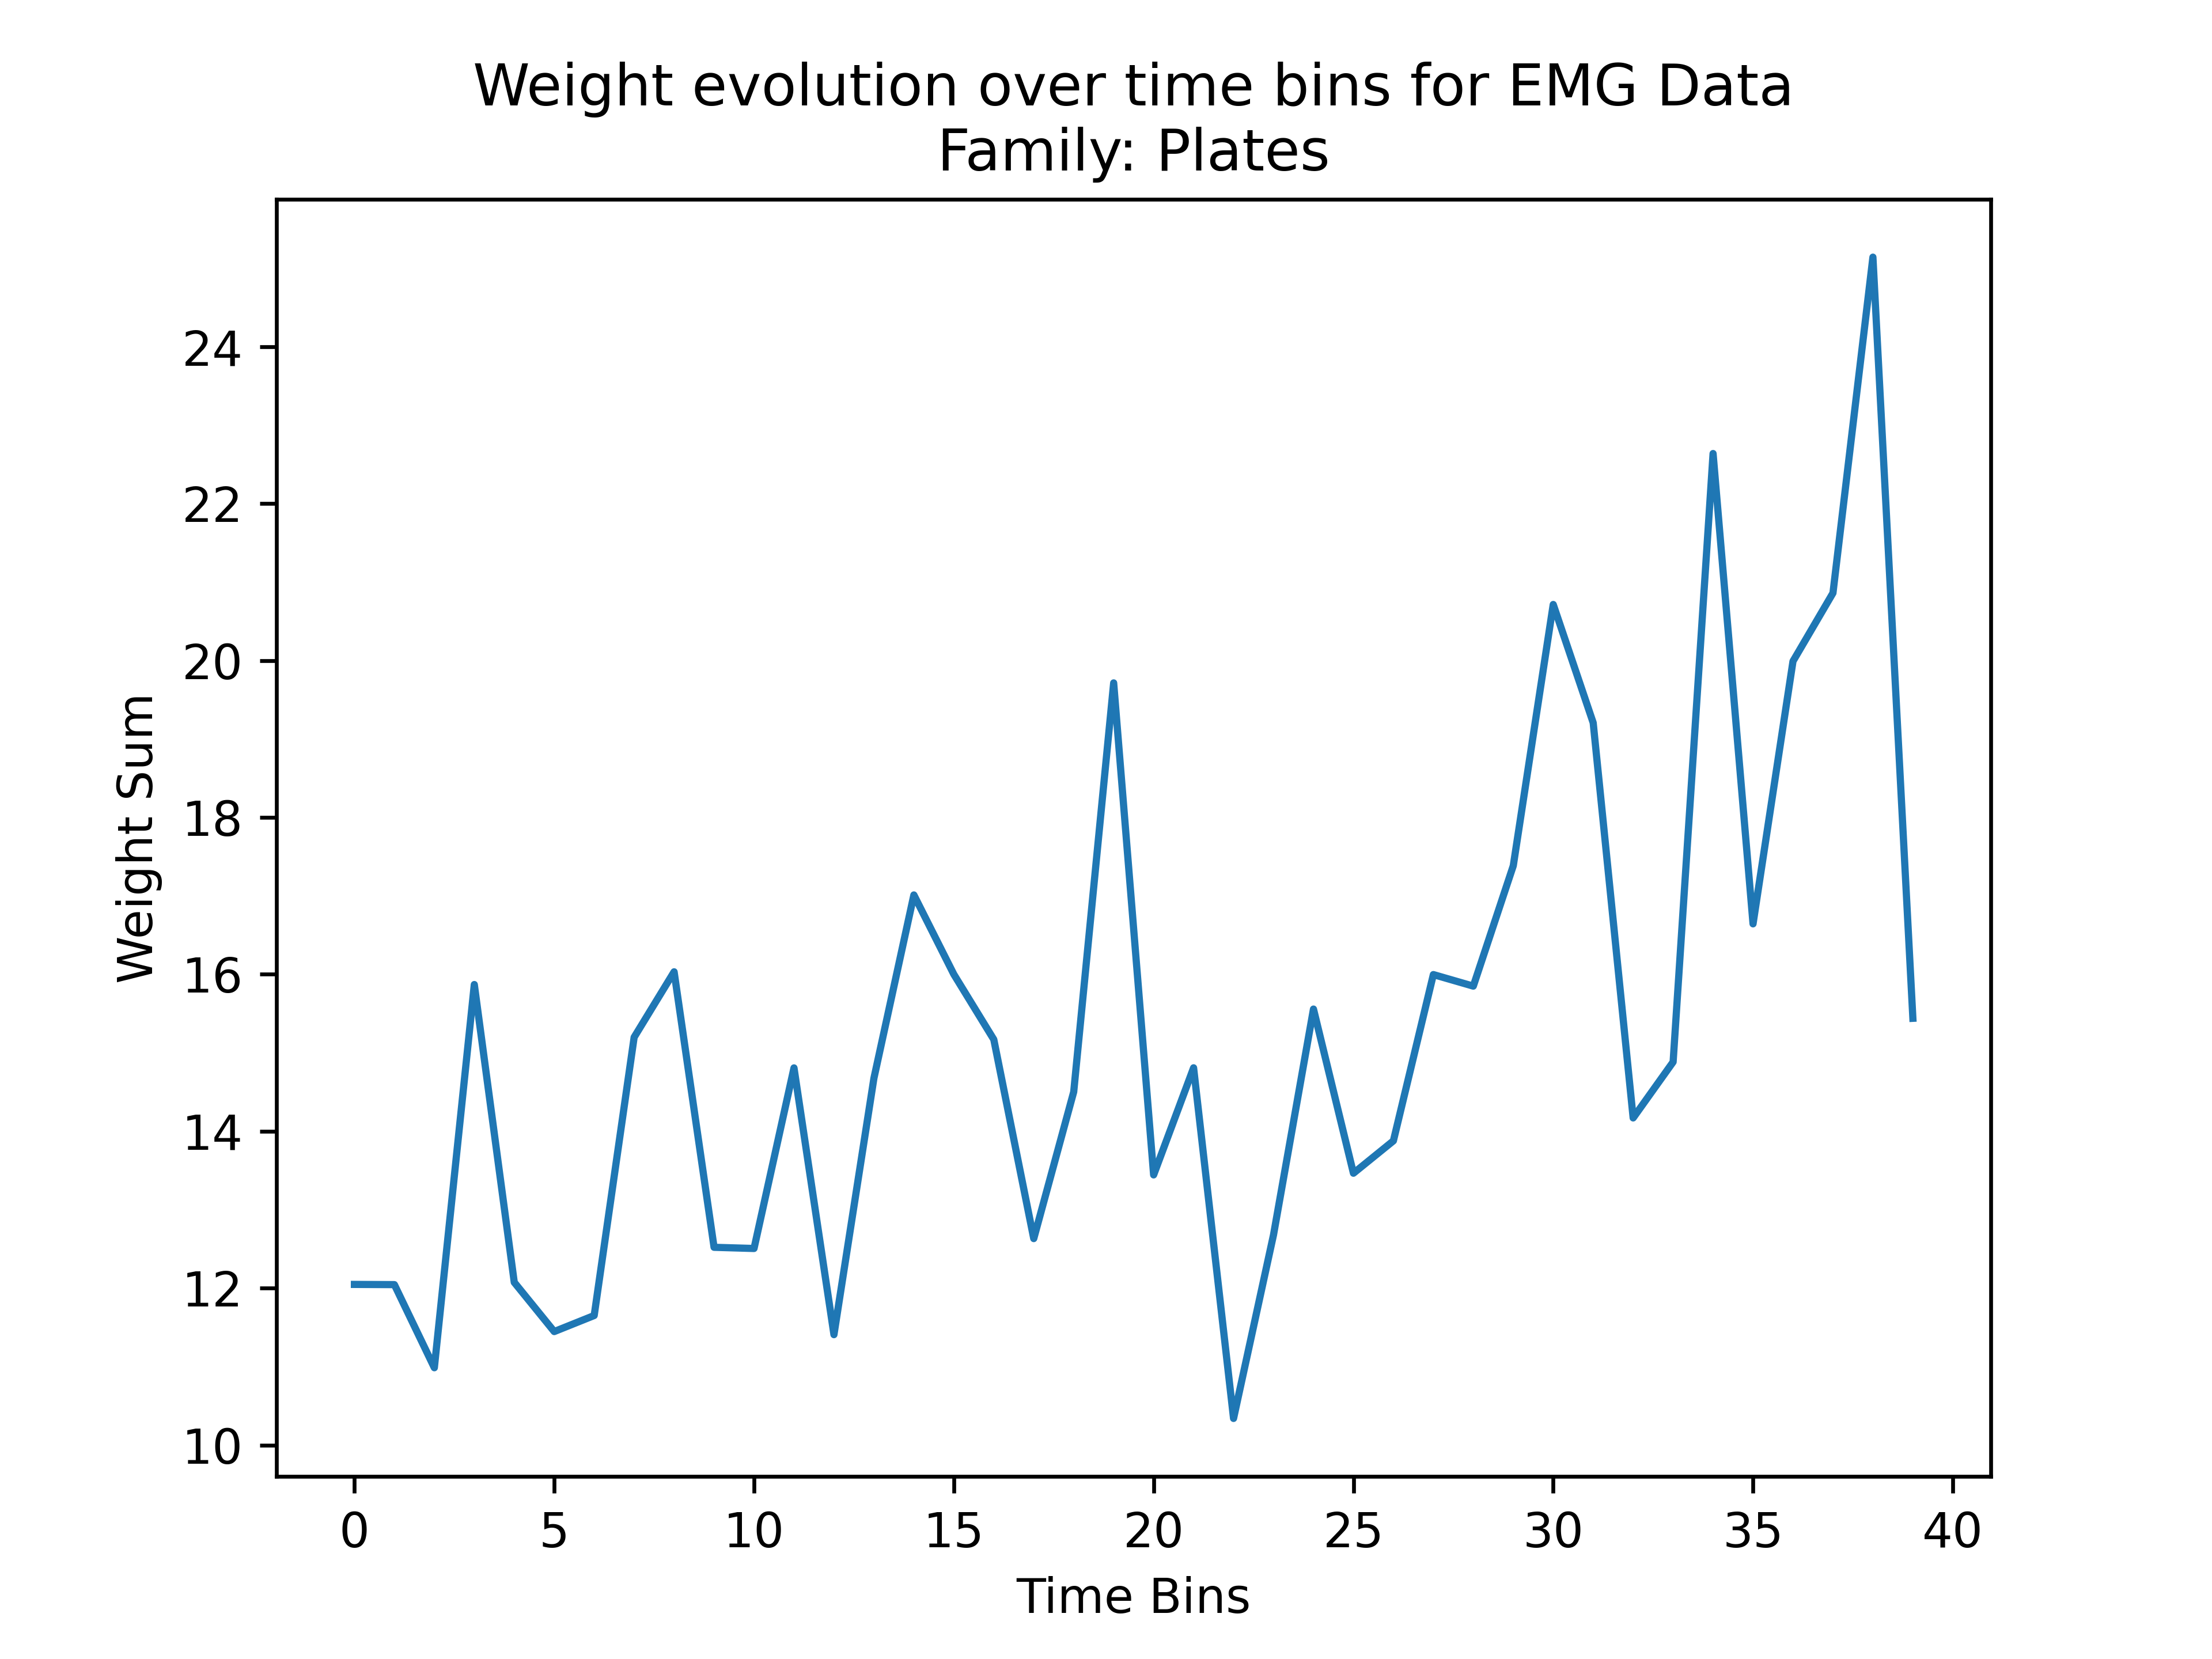 Weight evolution over time bins for EMG Data
Family: Plates
Weight Sum
24
22
20
18
16
14
12
10
0 5 10 15 20 25 30 35 40
Time Bins